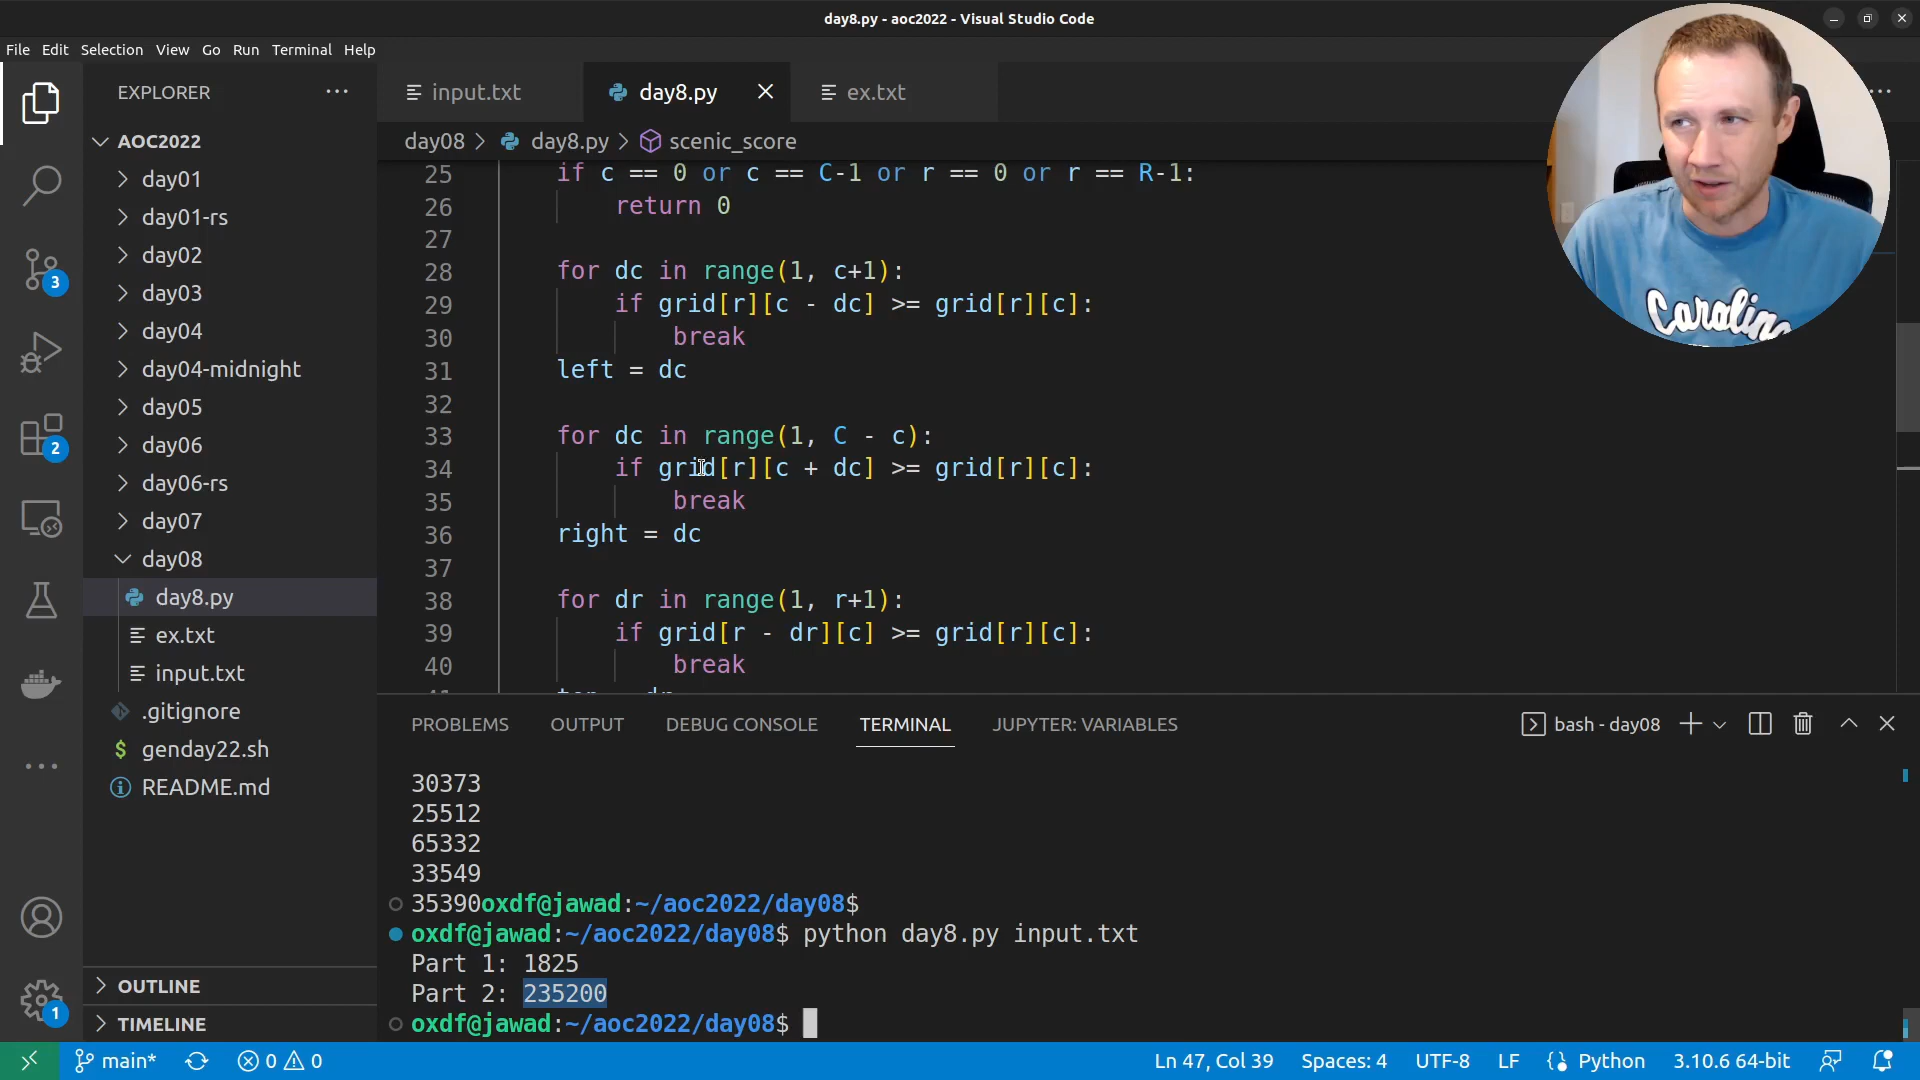 day8.py - aoc2022 - Visual Studio Code
File Edit Selection View Go Run Terminal Help
EXPLORER
input.txt
day8.py
ex.txt
day08 > day8.py > scenic_score
AOC2022
day01
day01-rs
day02
day03
day04
day04-midnight
day05
day06
day06-rs
day07
day08
day8.py
ex.txt
input.txt
.gitignore
genday22.sh
README.md
OUTLINE
TIMELINE
3
2
1
25 if c == 0 or c == C-1 or r == 0 or r == R-1:
26 return 0
27
28 for dc in range(1, c+1):
29 if grid[r][c - dc] >= grid[r][c]:
30 break
31 left = dc
32
33 for dc in range(1, C - c):
34 if grid[r][c + dc] >= grid[r][c]:
35 break
36 right = dc
37
38 for dr in range(1, r+1):
39 if grid[r - dr][c] >= grid[r][c]:
40 break
Carolina
PROBLEMS OUTPUT DEBUG CONSOLE TERMINAL JUPYTER: VARIABLES
bash - day08
30373
25512
65332
33549
35390oxdf@jawad:~/aoc2022/day08$
oxdf@jawad:~/aoc2022/day08$ python day8.py input.txt
Part 1: 1825
Part 2: 235200
oxdf@jawad:~/aoc2022/day08$
main* 0 0 Ln 47, Col 39 Spaces: 4 UTF-8 LF Python 3.10.6 64-bit